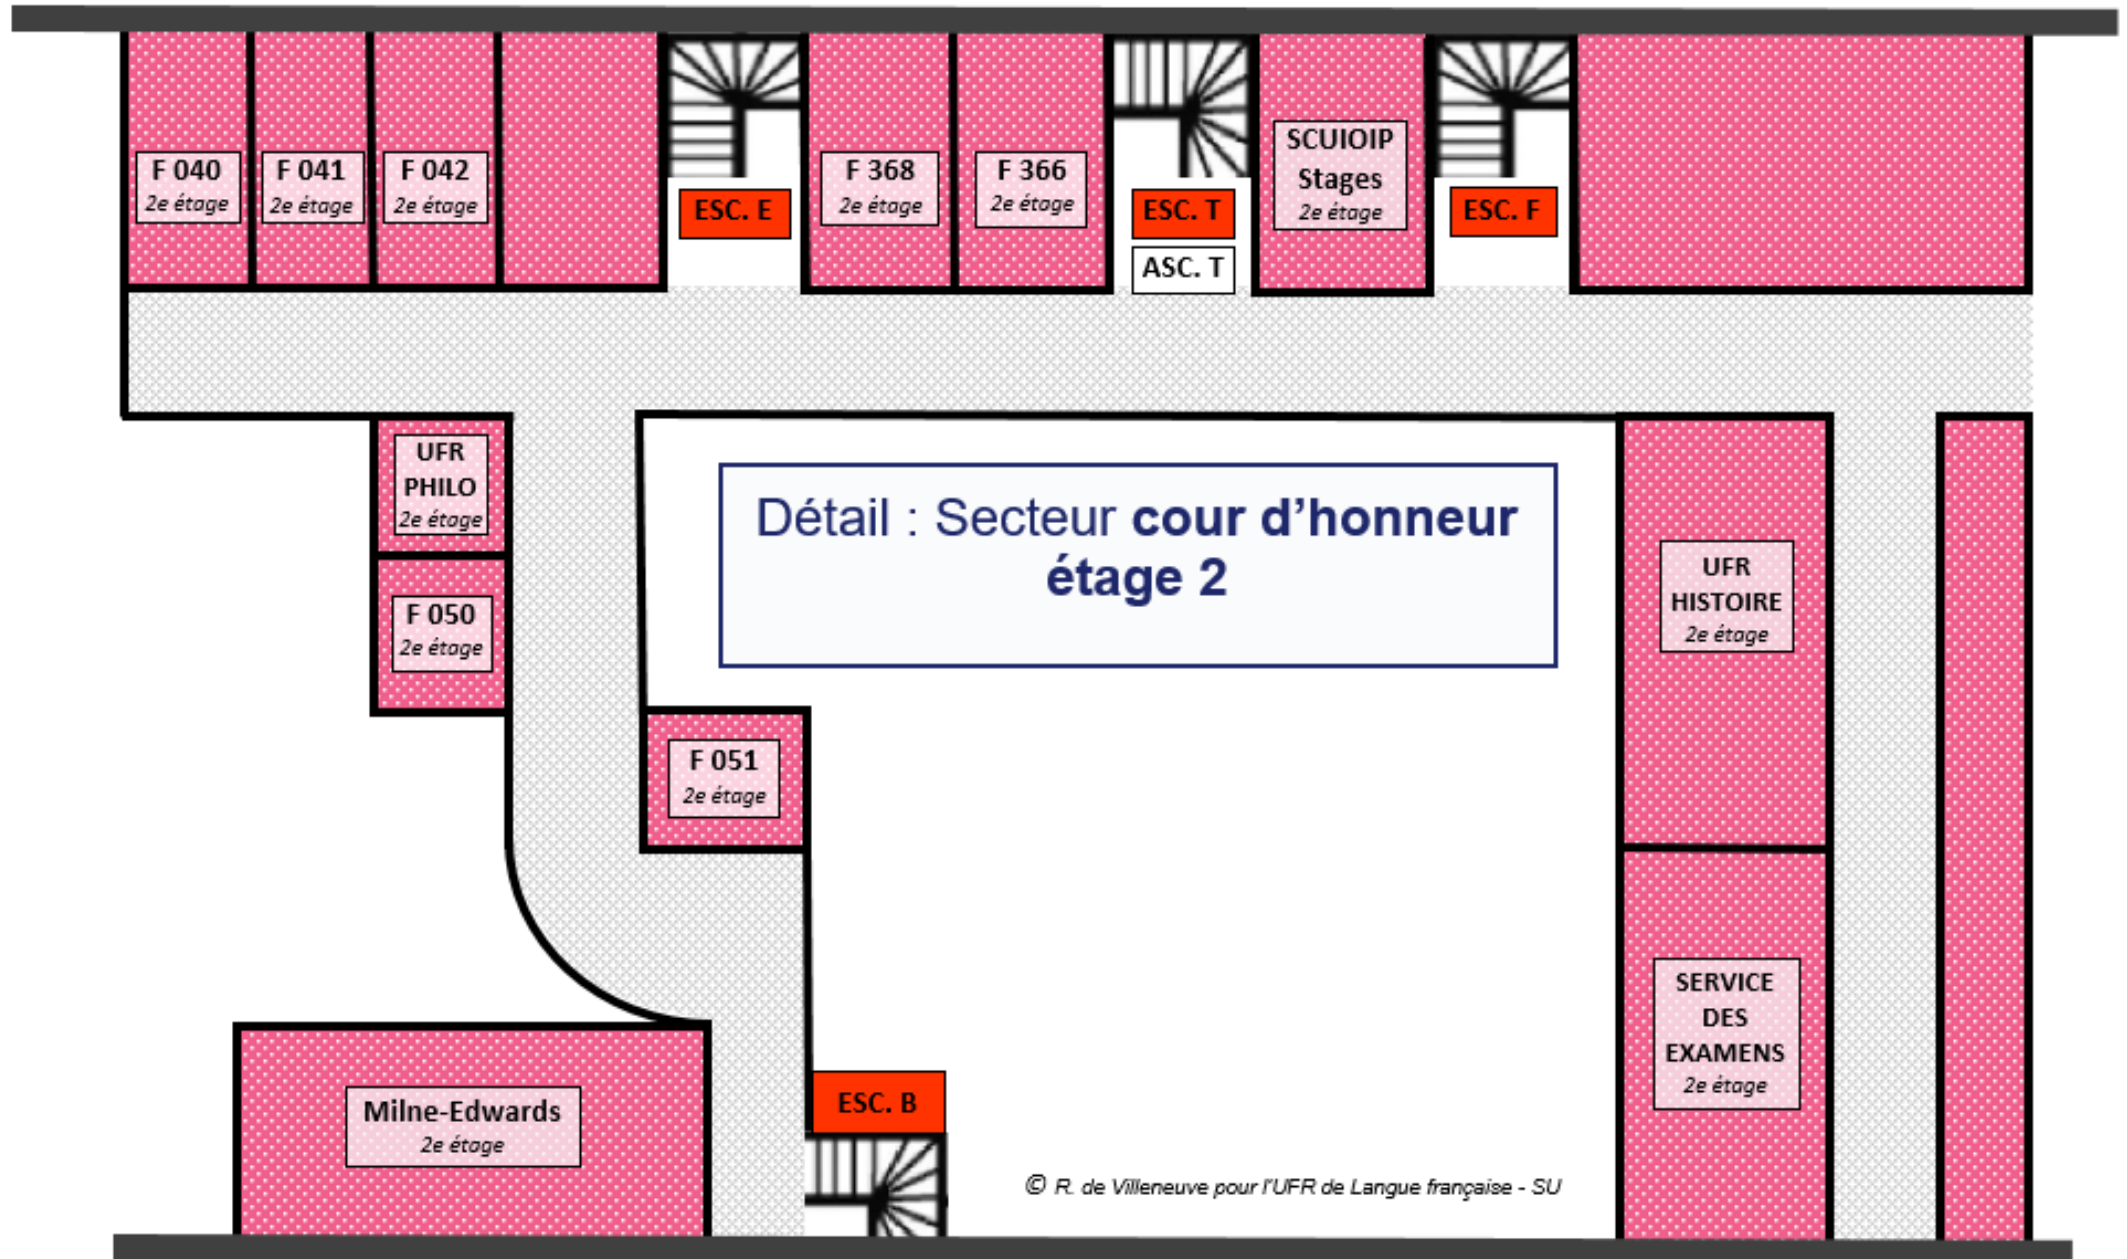 F 040
2e étage
F 041
2e étage
F 042
2e étage
ESC. E
F 368
2e étage
F 366
2e étage
ESC. T
ASC. T
SCUIOIP
Stages
2e étage
ESC. F
UFR
PHILO
2e étage
F 050
2e étage
Détail : Secteur cour d’honneur
étage 2
F 051
2e étage
UFR
HISTOIRE
2e étage
SERVICE
DES
EXAMENS
2e étage
Milne-Edwards
2e étage
ESC. B
© R. de Villeneuve pour l'UFR de Langue française - SU